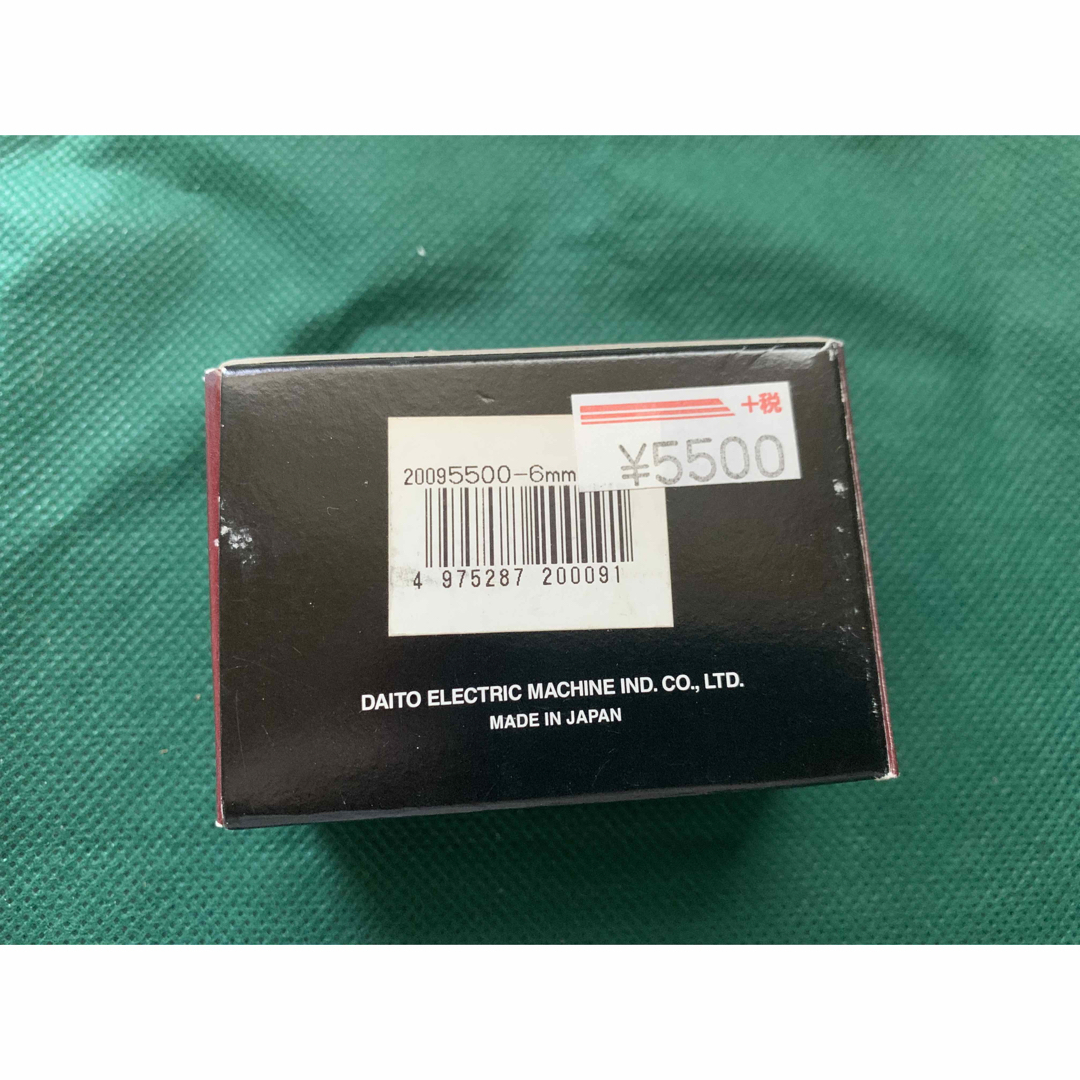 +税
¥5500
20095500-6mm
4 975287 200091
DAITO ELECTRIC MACHINE IND. CO., LTD.
MADE IN JAPAN